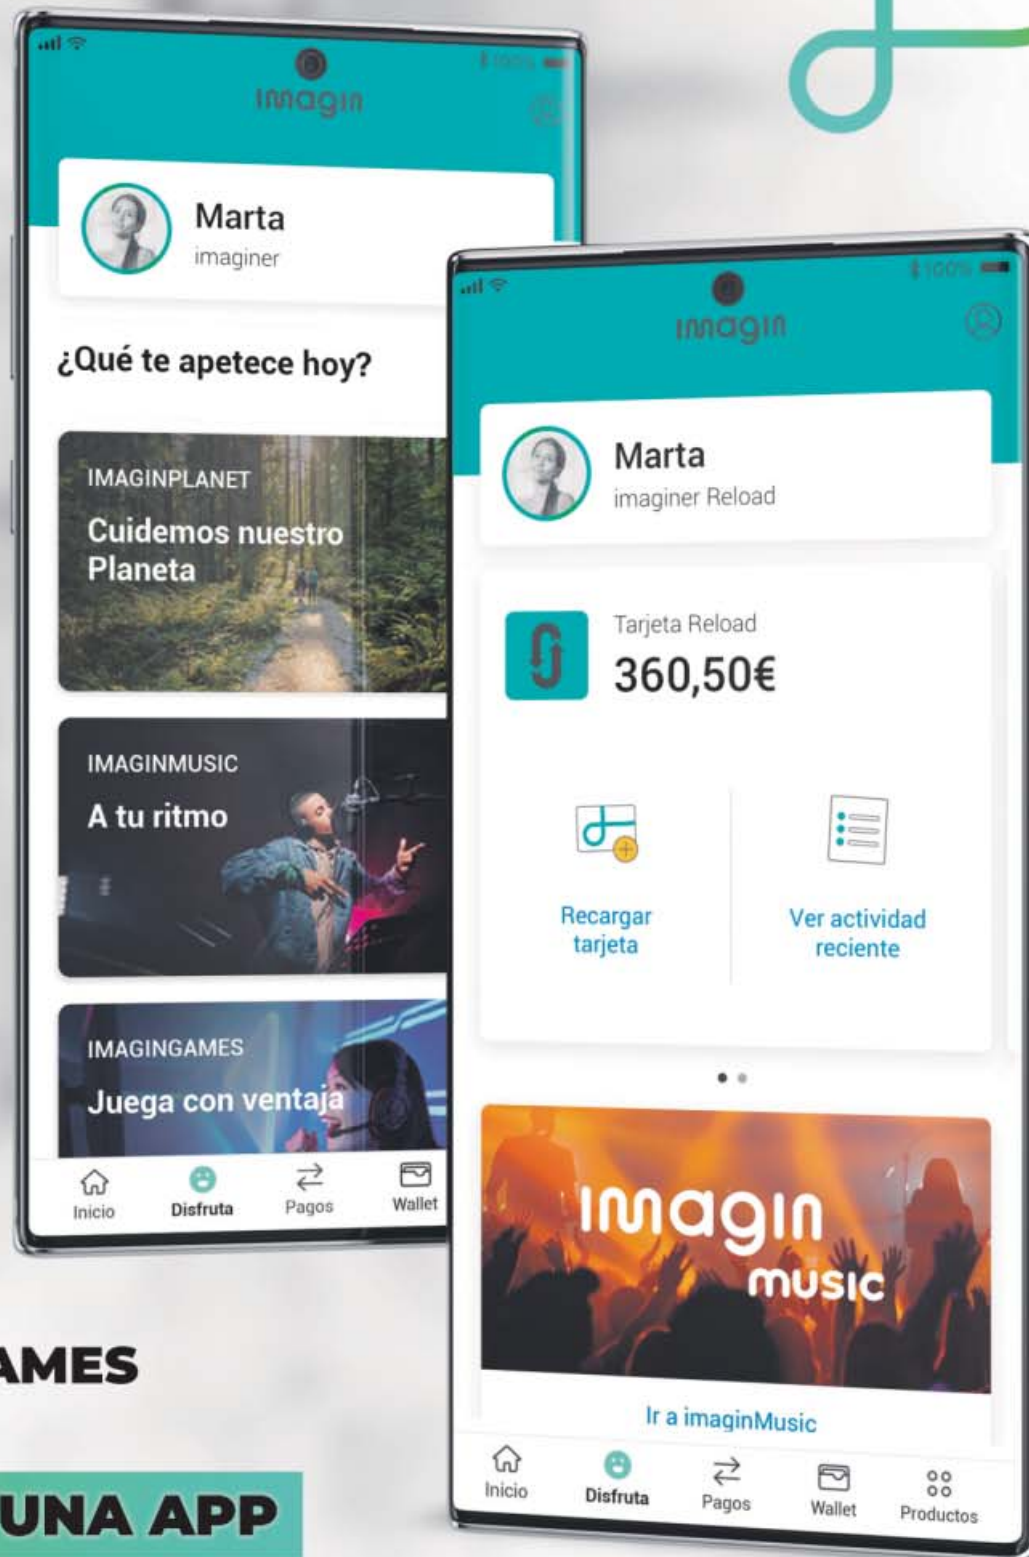 imagin
Marta
imaginer
¿Qué te apetece hoy?
IMAGINPLANET
Cuidemos nuestro
Planeta
IMAGINMUSIC
A tu ritmo
IMAGINGAMES
Juega con ventaja
Inicio
Disfruta
Pagos
Wallet
100%
imagin
Marta
imaginer Reload
Tarjeta Reload
360,50€
Recargar
tarjeta
Ver actividad
reciente
imagin
music
Ir a imaginMusic
Inicio
Disfruta
Pagos
Wallet
Productos
AMES
UNA APP